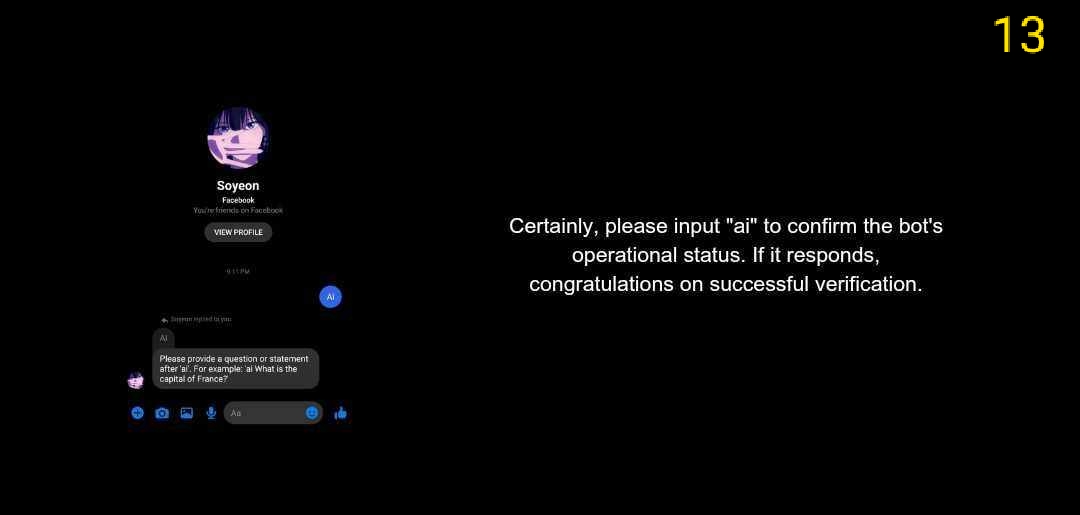 13
Soyeon
Facebook
You're friends on Facebook
VIEW PROFILE
9:11 PM
AI
Soyeon replied to you
AI
Please provide a question or statement
after 'ai'. For example: 'ai What is the
capital of France?'
Aa
Certainly, please input "ai" to confirm the bot's
operational status. If it responds,
congratulations on successful verification.